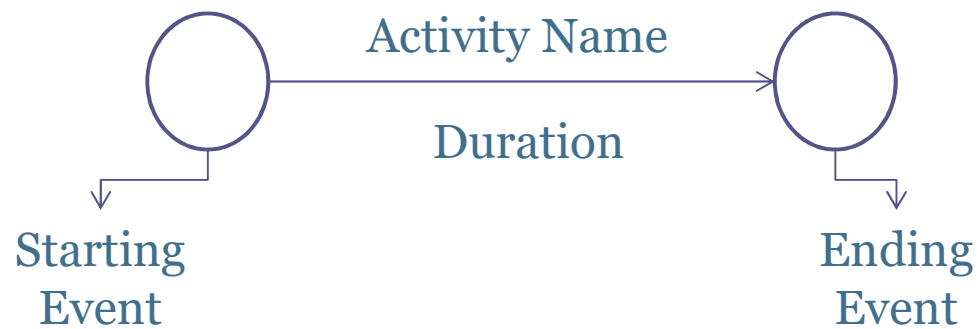 Activity Name
Duration
Starting
Event
Ending
Event